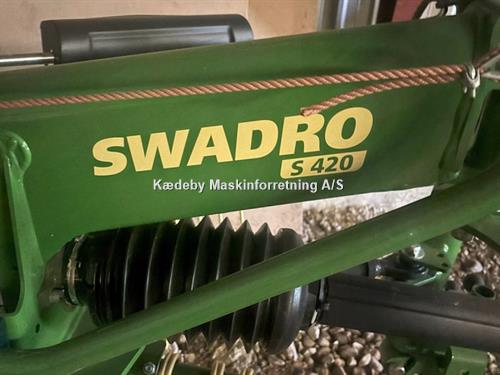 SWADRO
S 420
Kædeby Maskinforretning A/S